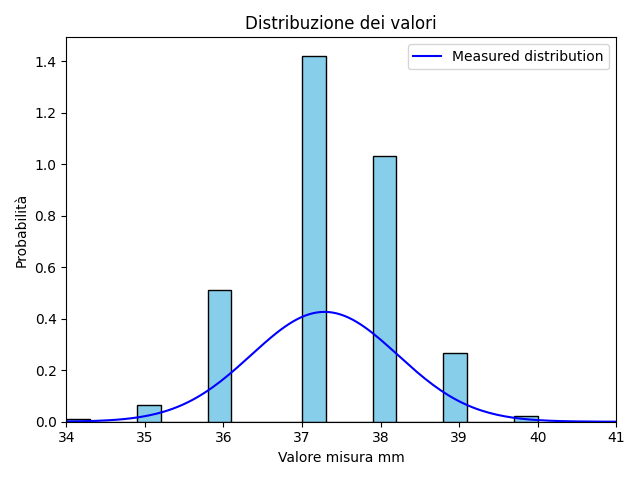 Distribuzione dei valori
Measured distribution
1.4
1.2
1.0
0.8
0.6
0.4
0.2
0.0
Probabilità
34 35 36 37 38 39 40 41
Valore misura mm